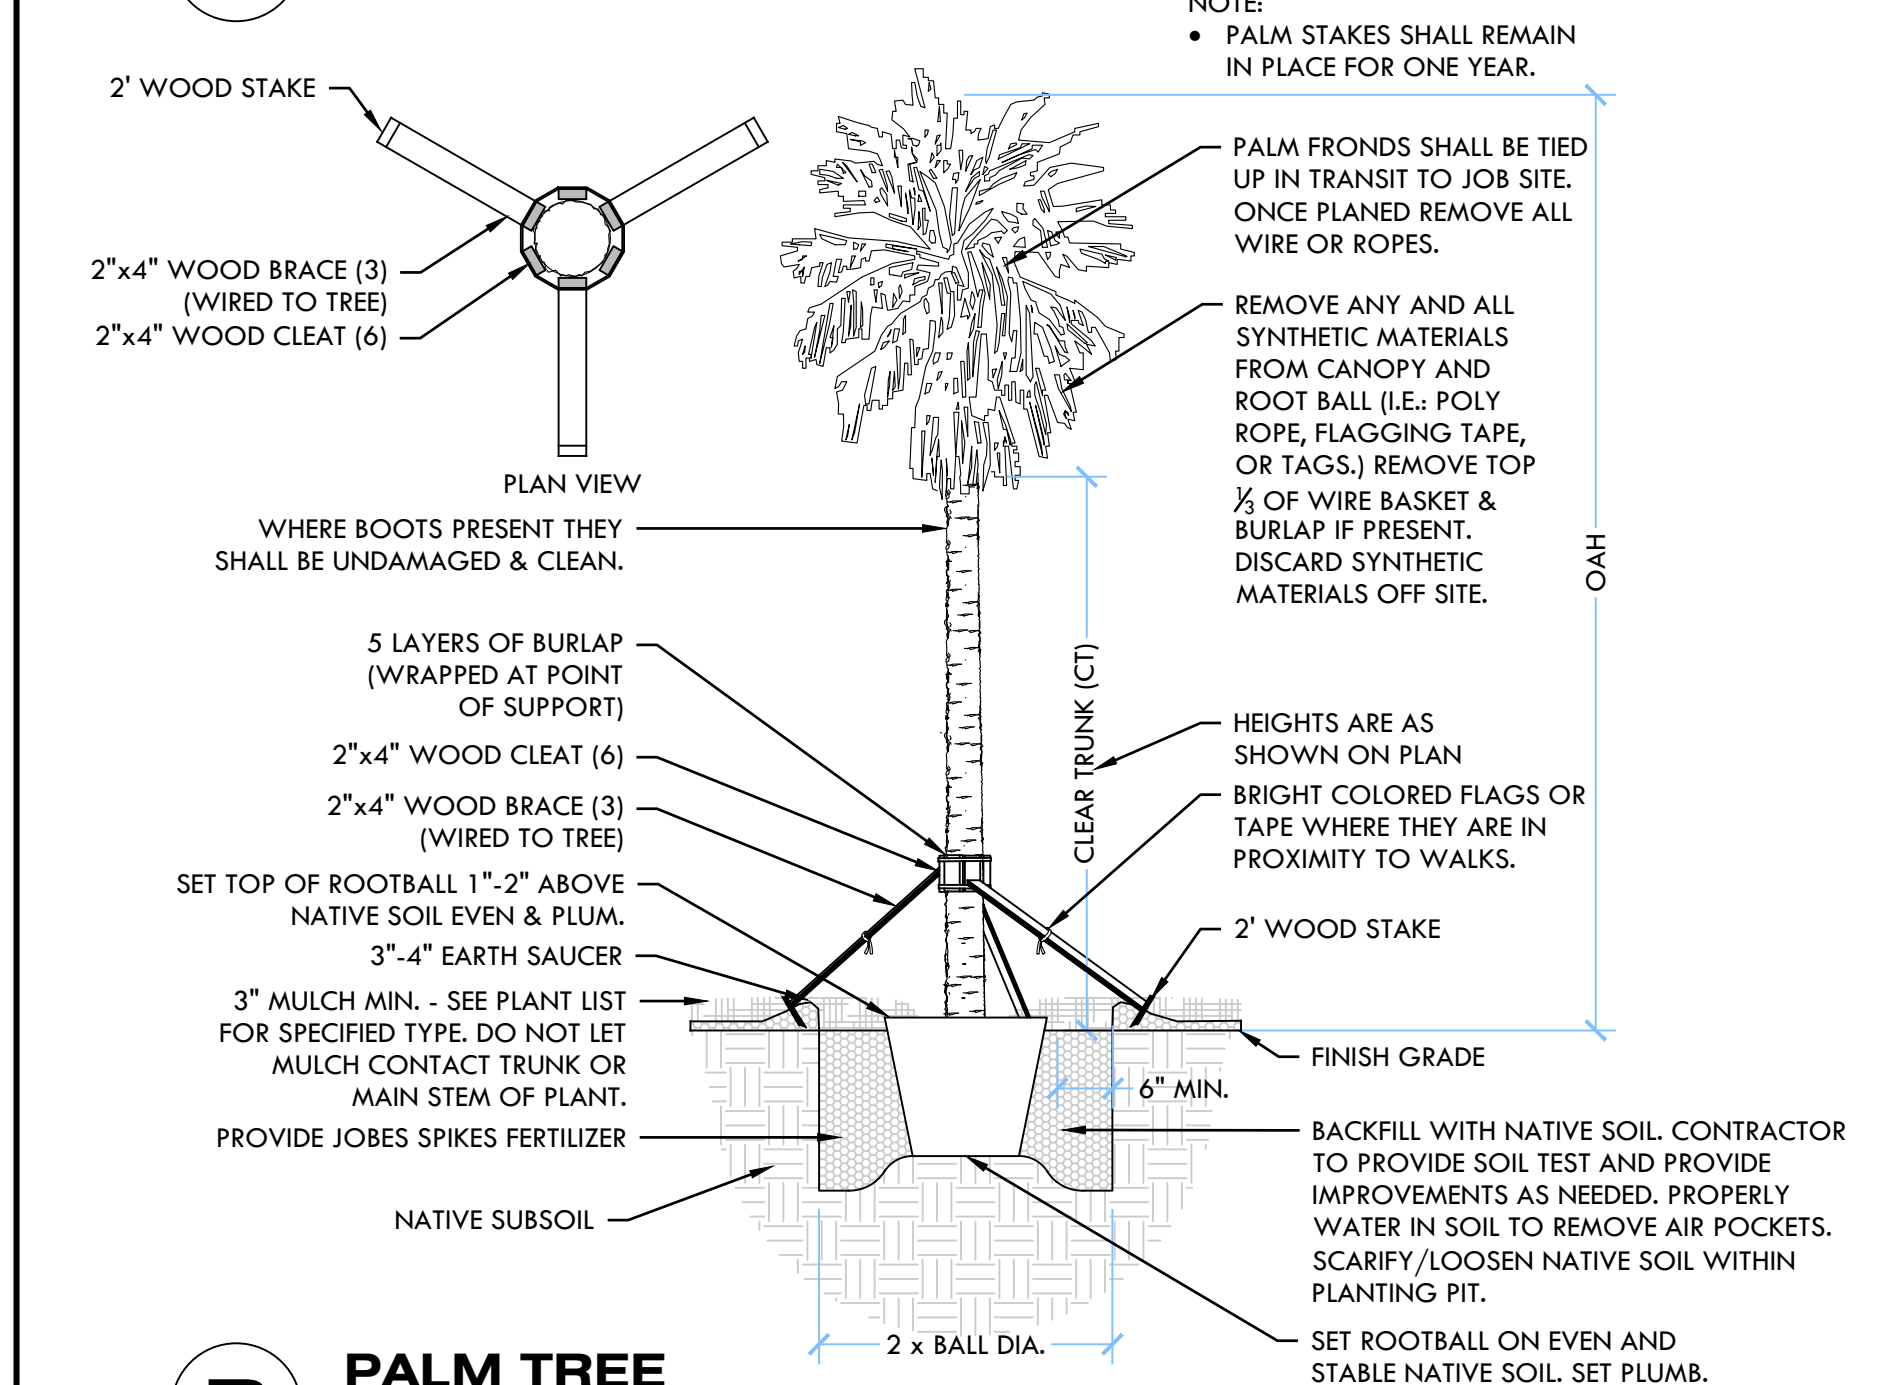 NOTE:
• PALM STAKES SHALL REMAIN
IN PLACE FOR ONE YEAR.
2' WOOD STAKE
2"x4" WOOD BRACE (3)
(WIRED TO TREE)
2"x4" WOOD CLEAT (6)
PLAN VIEW
WHERE BOOTS PRESENT THEY
SHALL BE UNDAMAGED & CLEAN.
5 LAYERS OF BURLAP
(WRAPPED AT POINT
OF SUPPORT)
2"x4" WOOD CLEAT (6)
2"x4" WOOD BRACE (3)
(WIRED TO TREE)
SET TOP OF ROOTBALL 1"-2" ABOVE
NATIVE SOIL EVEN & PLUM.
3"-4" EARTH SAUCER
3" MULCH MIN. - SEE PLANT LIST
FOR SPECIFIED TYPE. DO NOT LET
MULCH CONTACT TRUNK OR
MAIN STEM OF PLANT.
PROVIDE JOBES SPIKES FERTILIZER
NATIVE SUBSOIL
PALM FRONDS SHALL BE TIED
UP IN TRANSIT TO JOB SITE.
ONCE PLANED REMOVE ALL
WIRE OR ROPES.
REMOVE ANY AND ALL
SYNTHETIC MATERIALS
FROM CANOPY AND
ROOT BALL (I.E.: POLY
ROPE, FLAGGING TAPE,
OR TAGS.) REMOVE TOP
⅓ OF WIRE BASKET &
BURLAP IF PRESENT.
DISCARD SYNTHETIC
MATERIALS OFF SITE.
OAH
CLEAR TRUNK (CT)
HEIGHTS ARE AS
SHOWN ON PLAN
BRIGHT COLORED FLAGS OR
TAPE WHERE THEY ARE IN
PROXIMITY TO WALKS.
2' WOOD STAKE
FINISH GRADE
6" MIN.
BACKFILL WITH NATIVE SOIL. CONTRACTOR
TO PROVIDE SOIL TEST AND PROVIDE
IMPROVEMENTS AS NEEDED. PROPERLY
WATER IN SOIL TO REMOVE AIR POCKETS.
SCARIFY/LOOSEN NATIVE SOIL WITHIN
PLANTING PIT.
SET ROOTBALL ON EVEN AND
STABLE NATIVE SOIL. SET PLUMB.
2 x BALL DIA.
PALM TREE